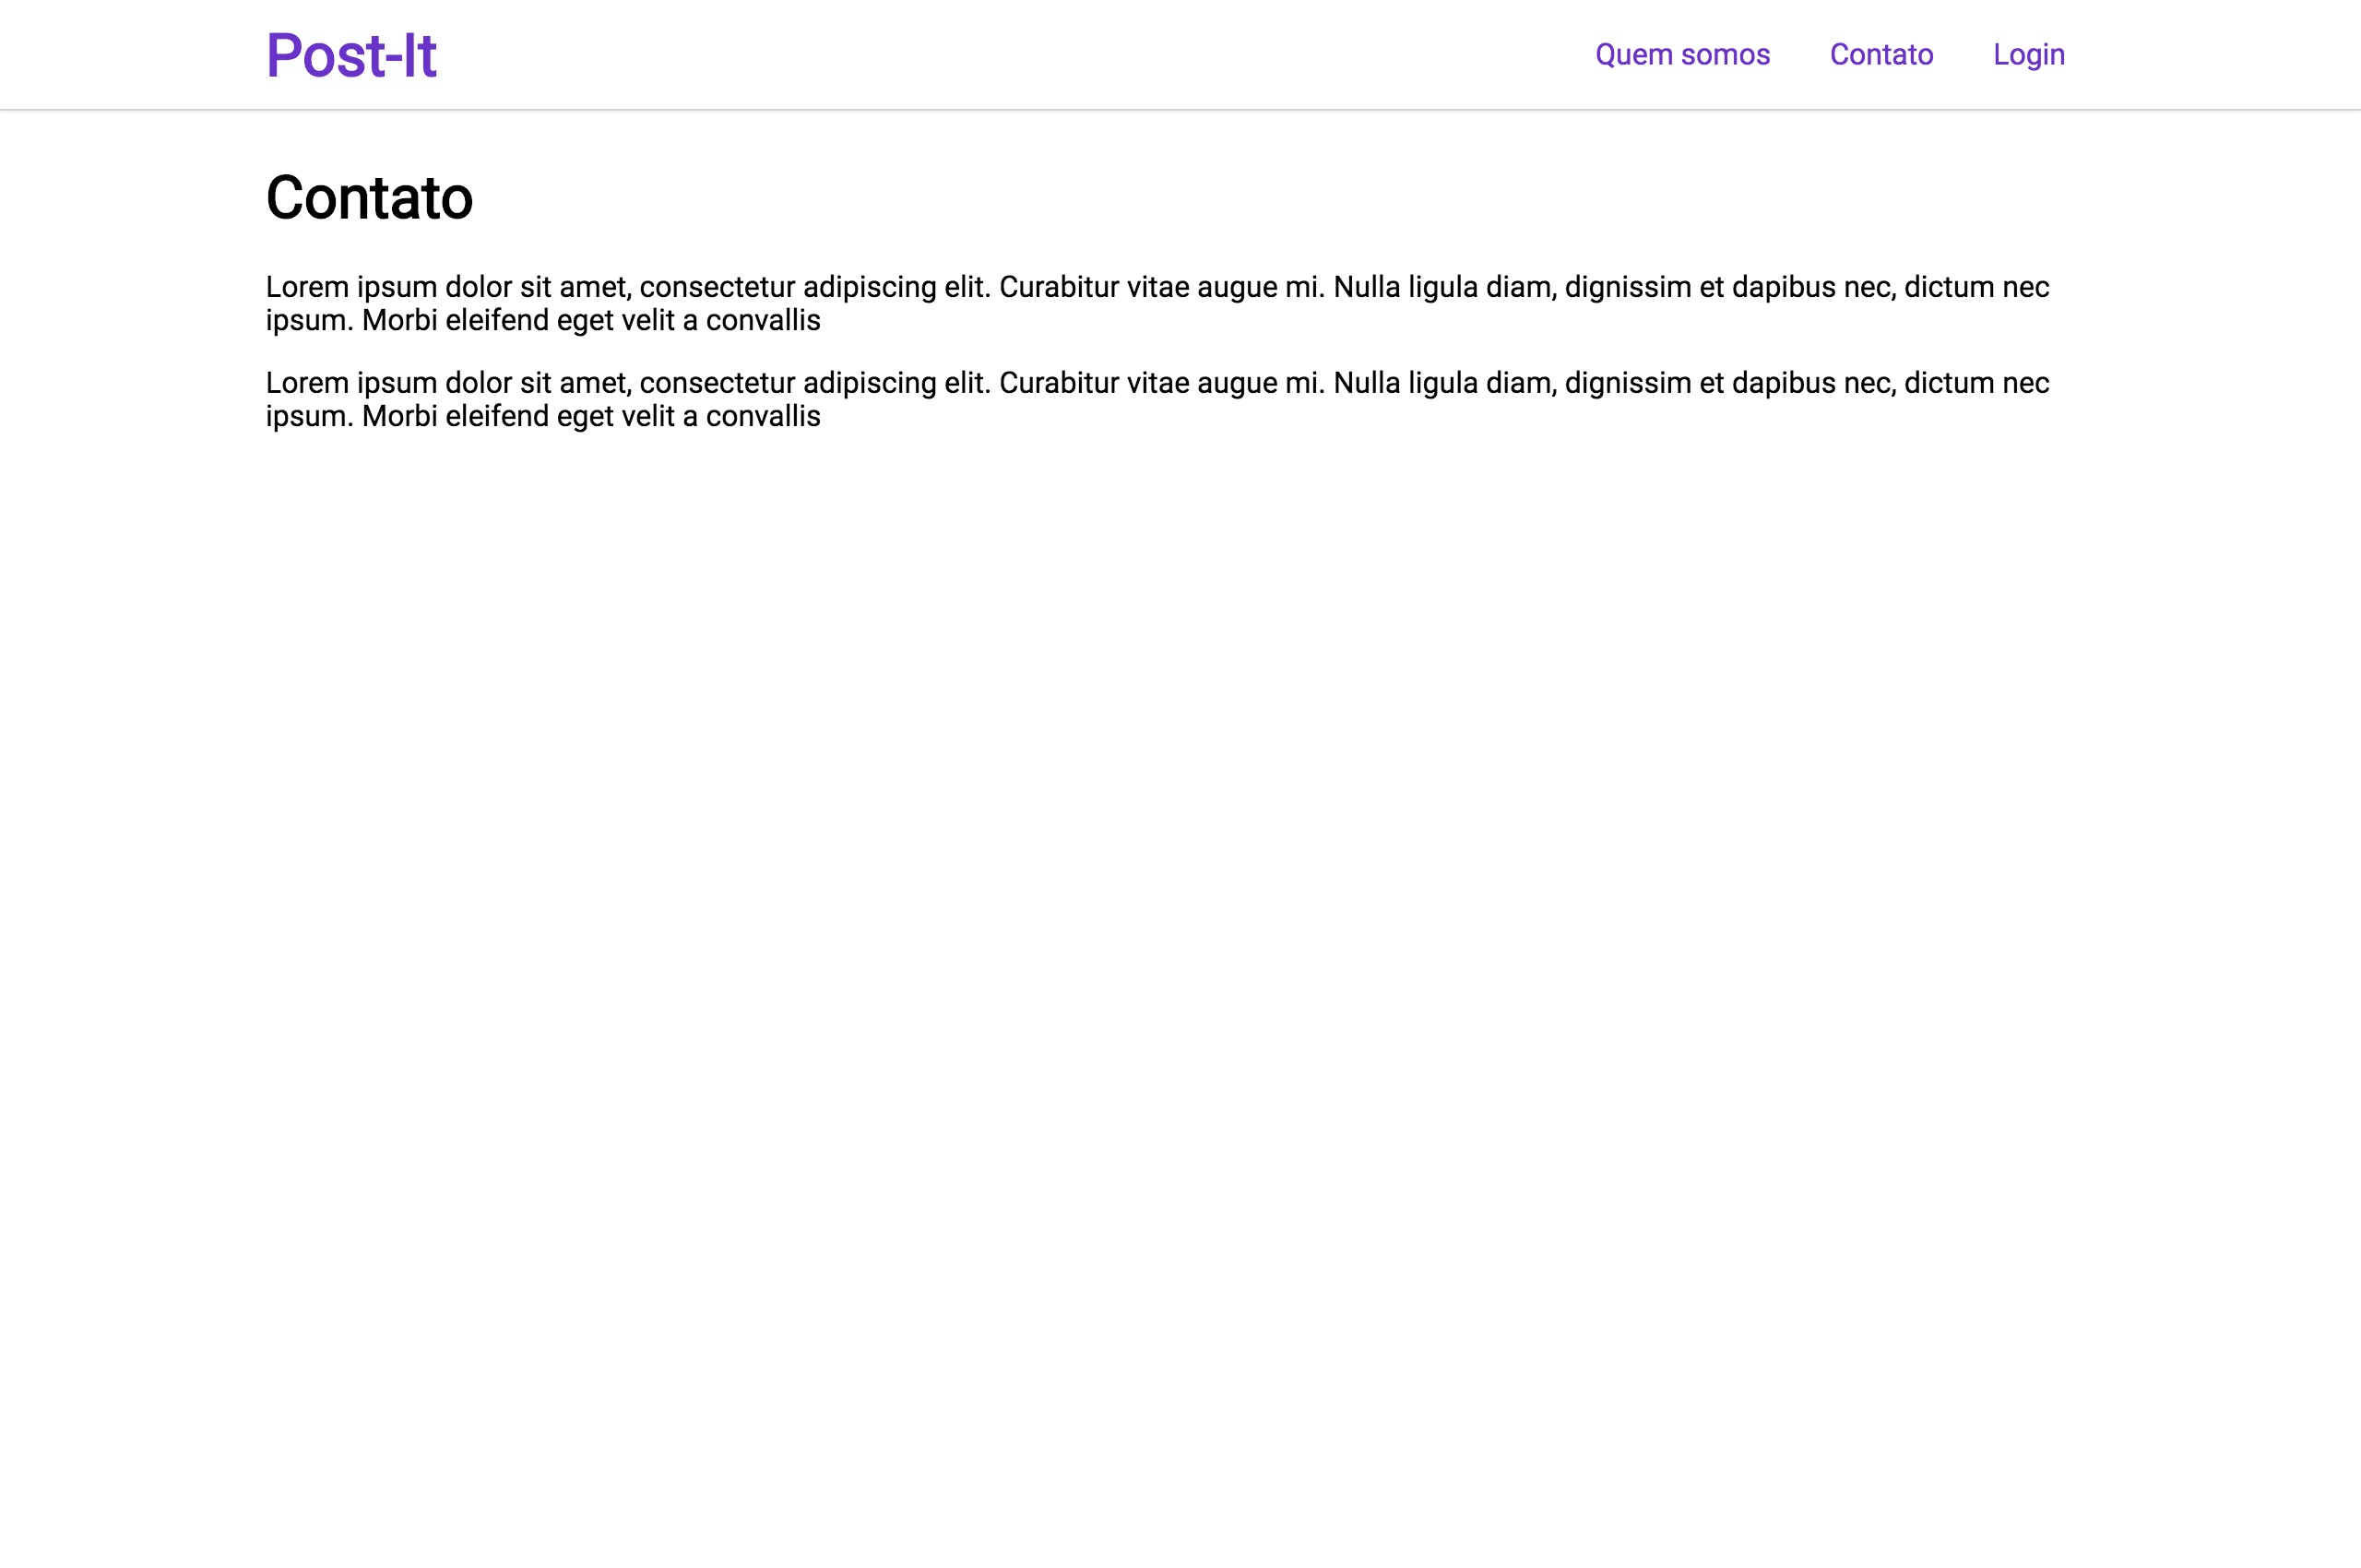 Post-It
Quem somos
Contato
Login
Contato
Lorem ipsum dolor sit amet, consectetur adipiscing elit. Curabitur vitae augue mi. Nulla ligula diam, dignissim et dapibus nec, dictum nec
ipsum. Morbi eleifend eget velit a convallis
Lorem ipsum dolor sit amet, consectetur adipiscing elit. Curabitur vitae augue mi. Nulla ligula diam, dignissim et dapibus nec, dictum nec
ipsum. Morbi eleifend eget velit a convallis